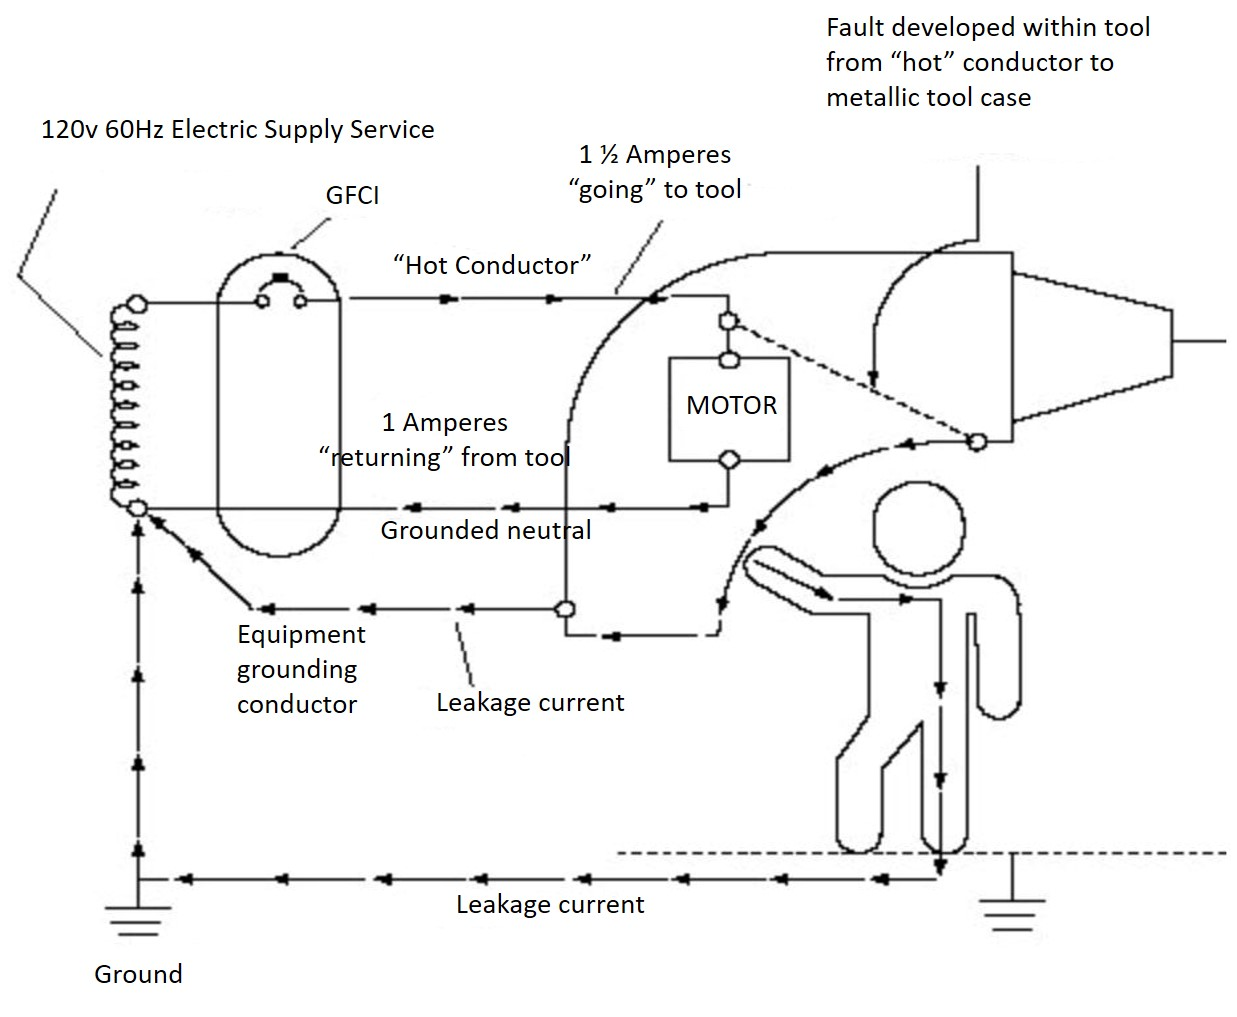 Fault developed within tool
from “hot” conductor to
metallic tool case
120v 60Hz Electric Supply Service
1 ½ Amperes
“going” to tool
GFCI
“Hot Conductor”
MOTOR
1 Amperes
“returning” from tool
Grounded neutral
Equipment
grounding
conductor
Leakage current
Leakage current
Ground